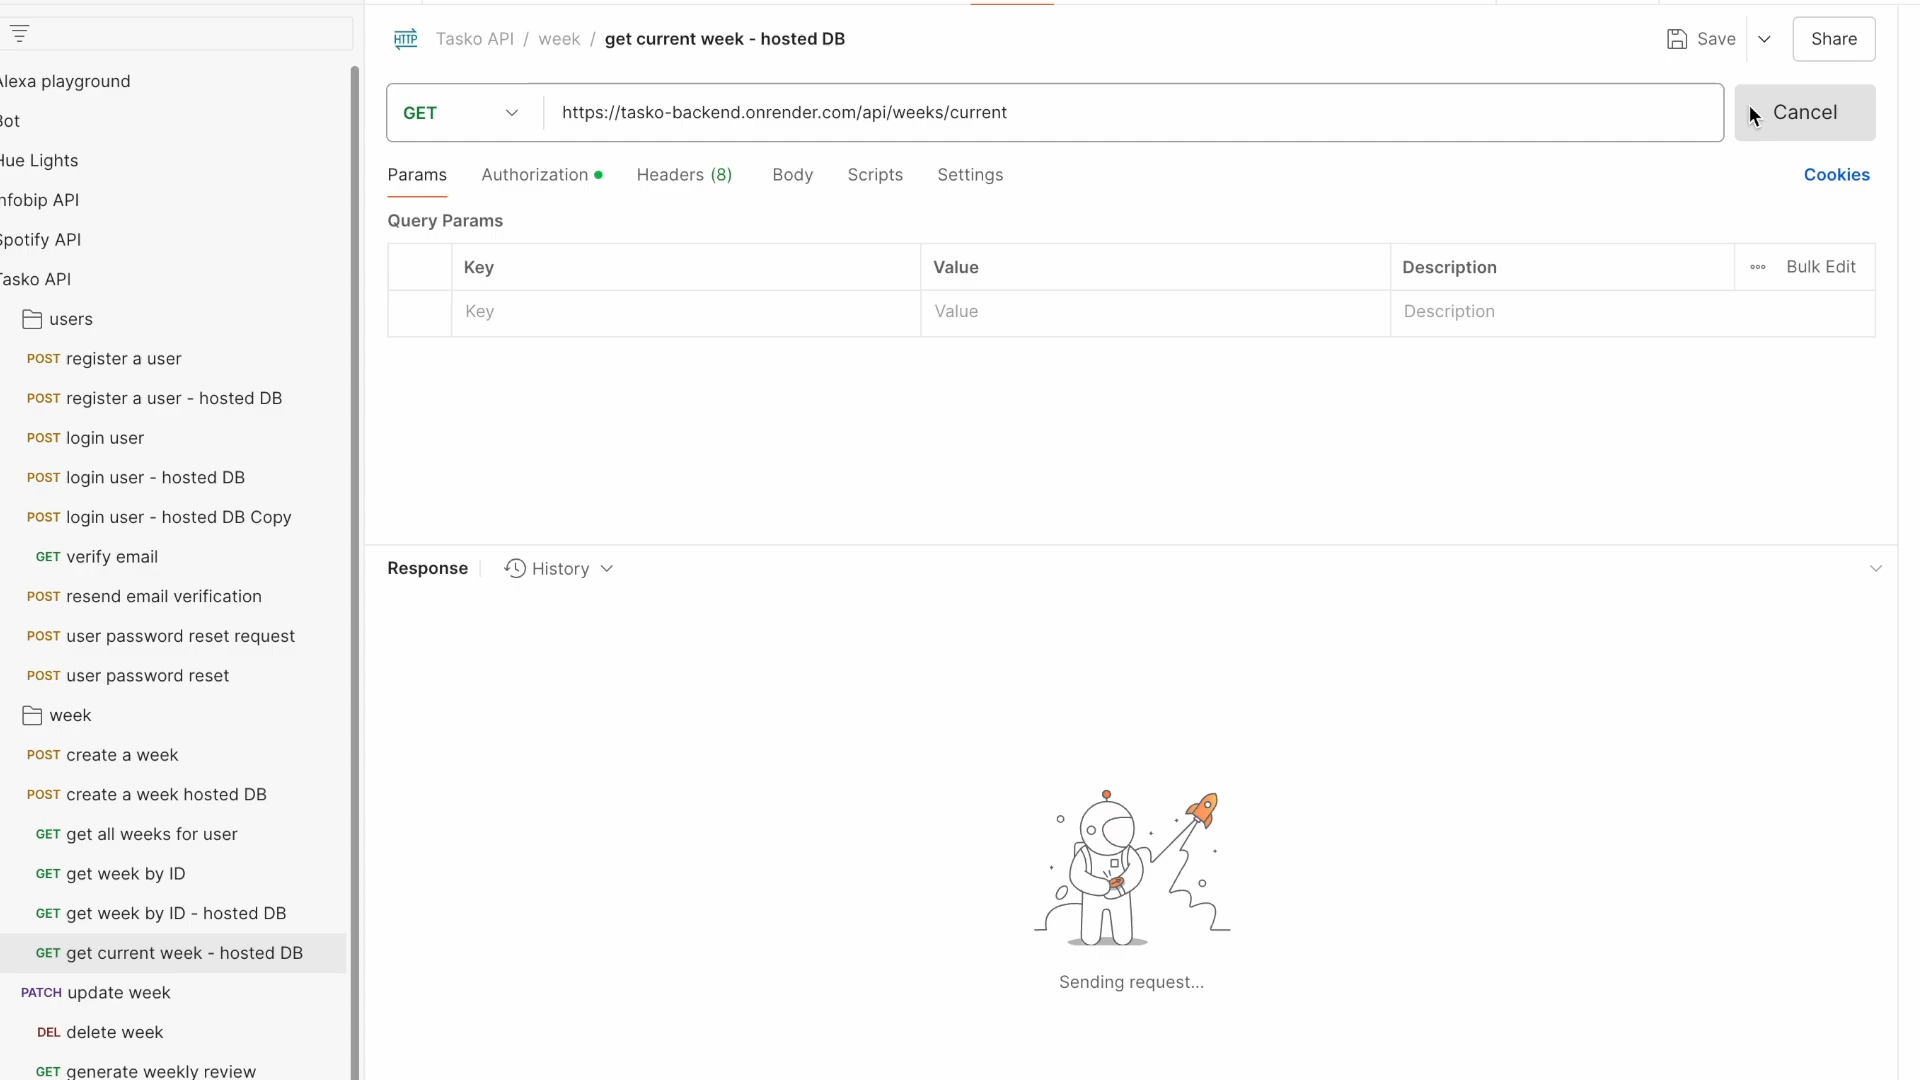 HTTP Tasko API / week / get current week - hosted DB
Save
Share
GET
https://tasko-backend.onrender.com/api/weeks/current
Cancel
Params
Authorization
Headers (8)
Body
Scripts
Settings
Cookies
Query Params
Key
Value
Description
Bulk Edit
Key
Value
Description
Response
History
Sending request...
Alexa playground
Bot
Hue Lights
Infobip API
Spotify API
Tasko API
users
POST register a user
POST register a user - hosted DB
POST login user
POST login user - hosted DB
POST login user - hosted DB Copy
GET verify email
POST resend email verification
POST user password reset request
POST user password reset
week
POST create a week
POST create a week hosted DB
GET get all weeks for user
GET get week by ID
GET get week by ID - hosted DB
GET get current week - hosted DB
PATCH update week
DEL delete week
GET generate weekly review